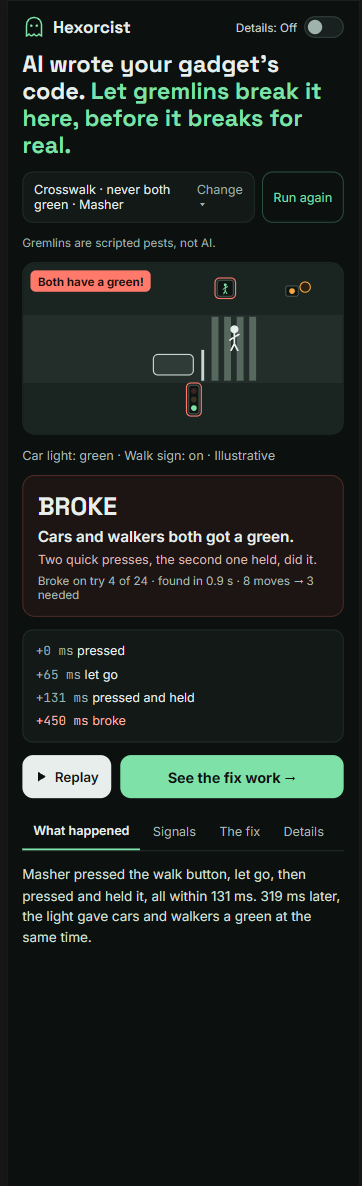 Hexorcist
Details: Off
AI wrote your gadget's
code. Let gremlins break it
here, before it breaks for
real.
Crosswalk · never both
green · Masher
Change
Run again
Gremlins are scripted pests, not AI.
Both have a green!
Car light: green · Walk sign: on · Illustrative
BROKE
Cars and walkers both got a green.
Two quick presses, the second one held, did it.
Broke on try 4 of 24 · found in 0.9 s · 8 moves → 3
needed
+0 ms pressed
+65 ms let go
+131 ms pressed and held
+450 ms broke
Replay
See the fix work →
What happened
Signals
The fix
Details
Masher pressed the walk button, let go, then
pressed and held it, all within 131 ms. 319 ms later,
the light gave cars and walkers a green at the
same time.